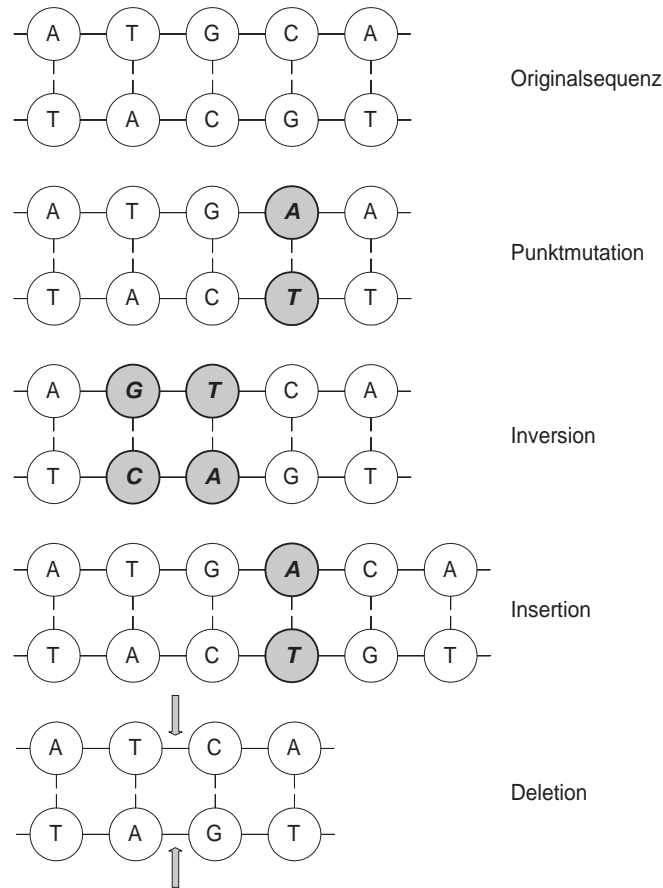 A T G C A
Originalsequenz
T A C G T
A T G A A
Punktmutation
T A C T T
A G T C A
Inversion
T C A G T
A T G A C A
Insertion
T A C T G T
A T C A
Deletion
T A G T